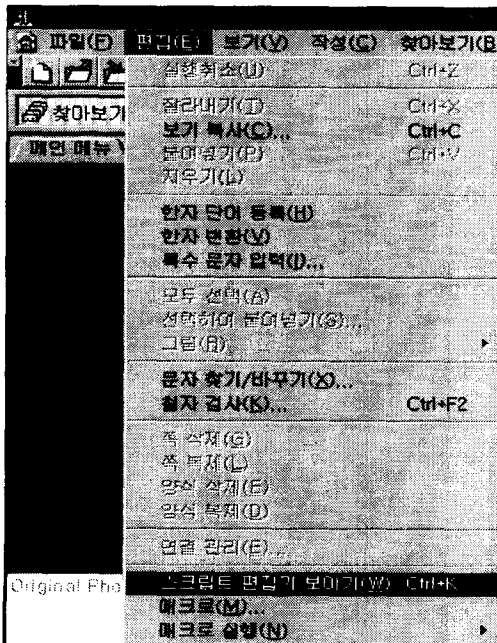 파일(F) 편집(E) 보기(V) 작성(C) 찾아보기(B
실행취소(U) Ctrl+Z
찾아보기
잘라내기(T) Ctrl+X
보기 복사(C)... Ctrl+C
메인 메뉴
붙여넣기(P) Ctrl+V
지우기(L)
한자 단어 등록(H)
한자 변환(V)
특수 문자 입력(I)...
모두 선택(A)
선택하여 붙여넣기(S)...
그림(R)
문자 찾기/바꾸기(X)...
철자 검사(K)... Ctrl+F2
쪽 삭제(G)
쪽 복제(L)
양식 삭제(E)
양식 복제(D)
연결 관리(E)...
Original Pho
스크립트 편집기 보이기(W) Ctrl+K
매크로(M)...
매크로 실행(N)